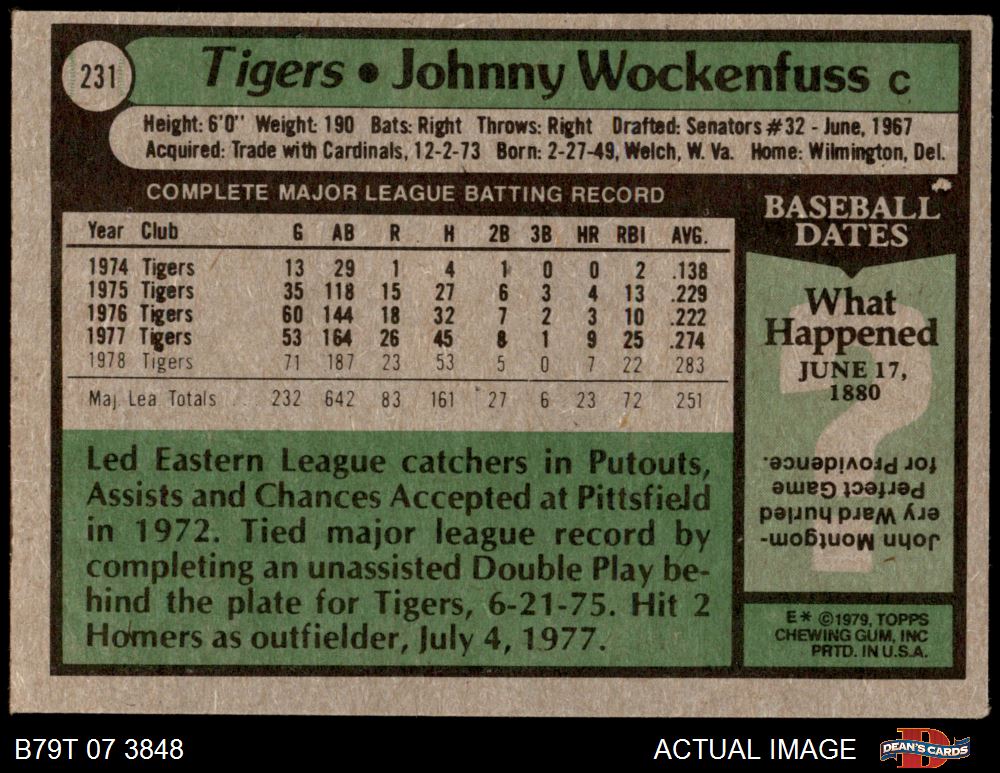 231
Tigers • Johnny Wockenfuss C
Height: 6'0" Weight: 190 Bats: Right Throws: Right Drafted: Senators #32 - June, 1967
Acquired: Trade with Cardinals, 12-2-73 Born: 2-27-49, Welch, W. Va. Home: Wilmington, Del.
COMPLETE MAJOR LEAGUE BATTING RECORD
Year Club G AB R H 2B 3B HR RBI AVG.
1974 Tigers 13 29 1 4 1 0 0 2 .138
1975 Tigers 35 118 15 27 6 3 4 13 .229
1976 Tigers 60 144 18 32 7 2 3 10 .222
1977 Tigers 53 164 26 45 8 1 9 25 .274
1978 Tigers 71 187 23 53 5 0 7 22 283
Maj. Lea Totals 232 642 83 161 27 6 23 72 251
Led Eastern League catchers in Putouts,
Assists and Chances Accepted at Pittsfield
in 1972. Tied major league record by
completing an unassisted Double Play be-
hind the plate for Tigers, 6-21-75. Hit 2
Homers as outfielder, July 4, 1977.
BASEBALL
DATES
What
Happened
JUNE 17,
1880
?
John Montgom-
ery Ward hurled
Perfect Game
for Providence.
E* ©1979, TOPPS
CHEWING GUM, INC
PRTD. IN U.S.A.
B79T 07 3848
ACTUAL IMAGE
DEAN'S CARDS